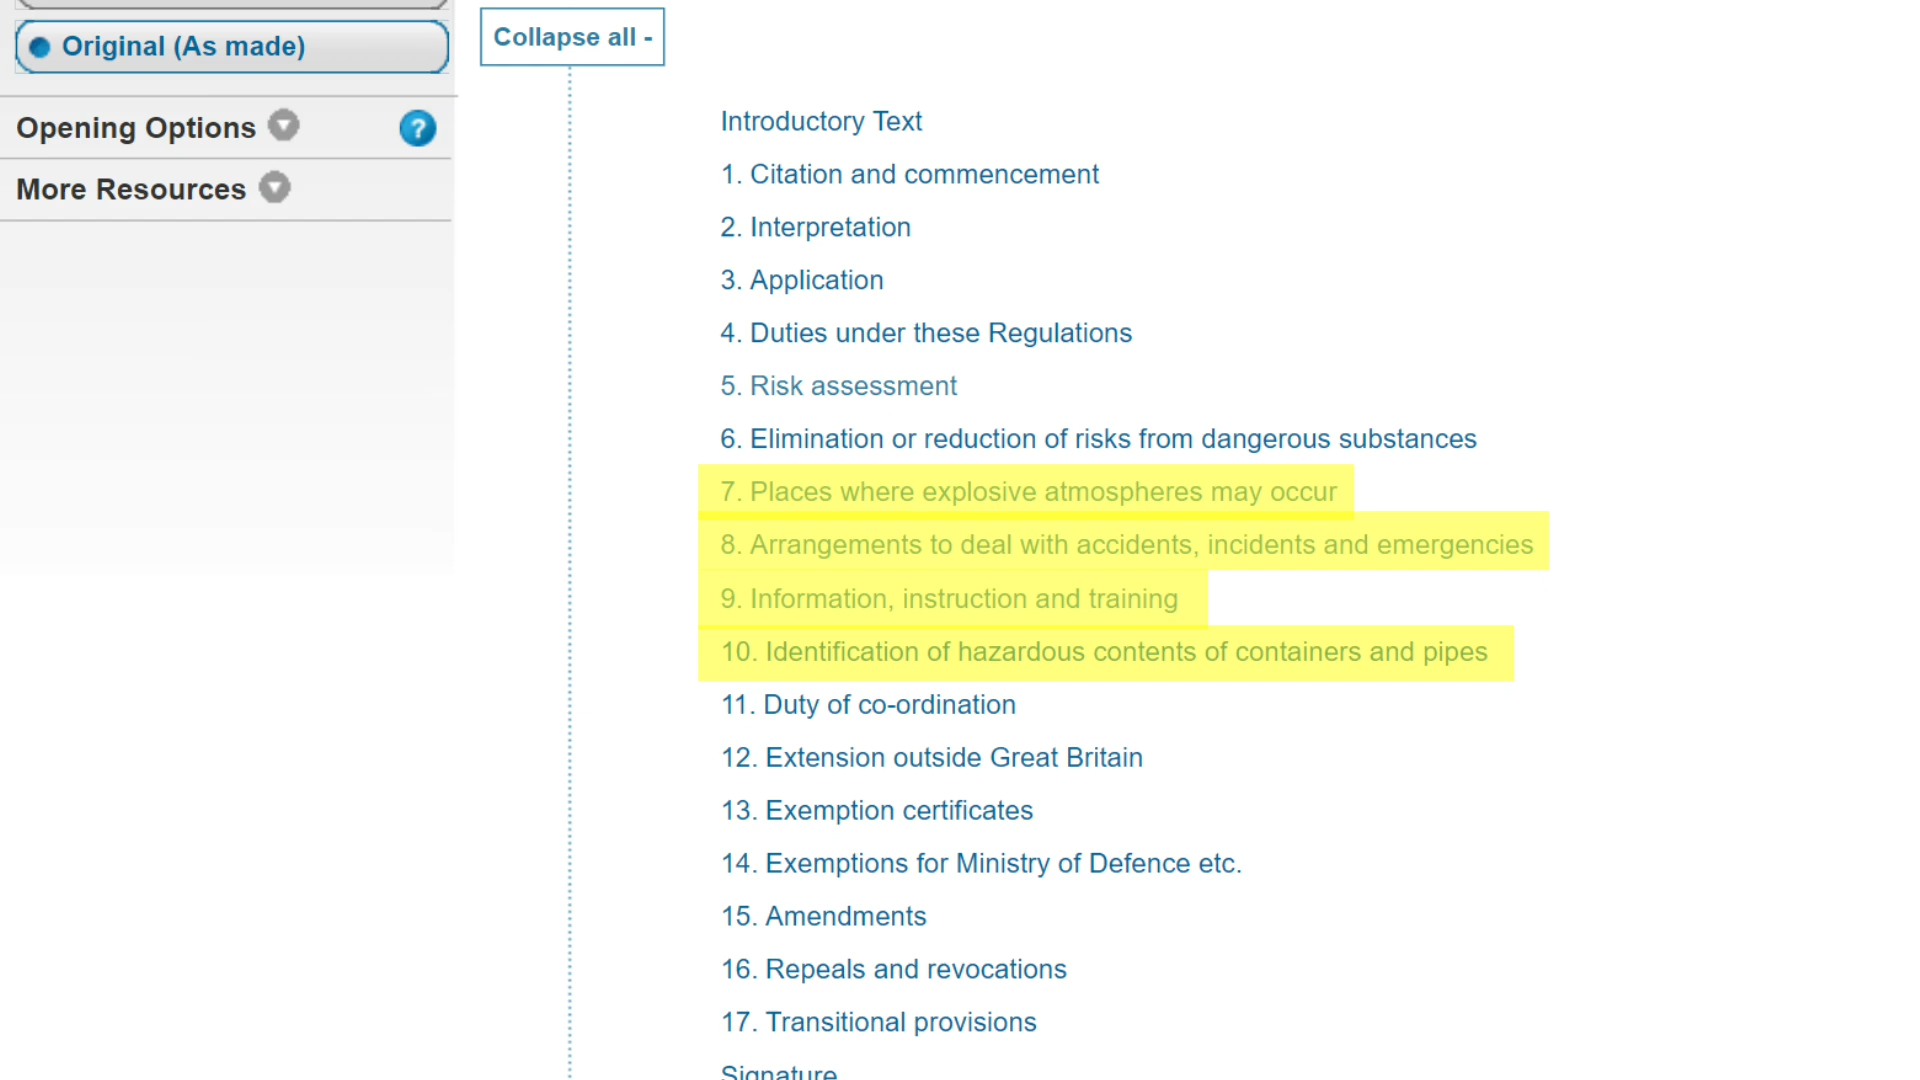 Original (As made)
Opening Options
?
More Resources
Collapse all -
Introductory Text
1. Citation and commencement
2. Interpretation
3. Application
4. Duties under these Regulations
5. Risk assessment
6. Elimination or reduction of risks from dangerous substances
7. Places where explosive atmospheres may occur
8. Arrangements to deal with accidents, incidents and emergencies
9. Information, instruction and training
10. Identification of hazardous contents of containers and pipes
11. Duty of co-ordination
12. Extension outside Great Britain
13. Exemption certificates
14. Exemptions for Ministry of Defence etc.
15. Amendments
16. Repeals and revocations
17. Transitional provisions
Signature